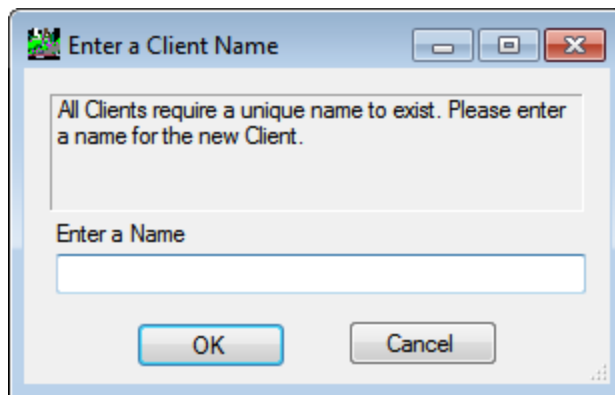 Enter a Client Name
All Clients require a unique name to exist. Please enter
a name for the new Client.
Enter a Name
OK
Cancel